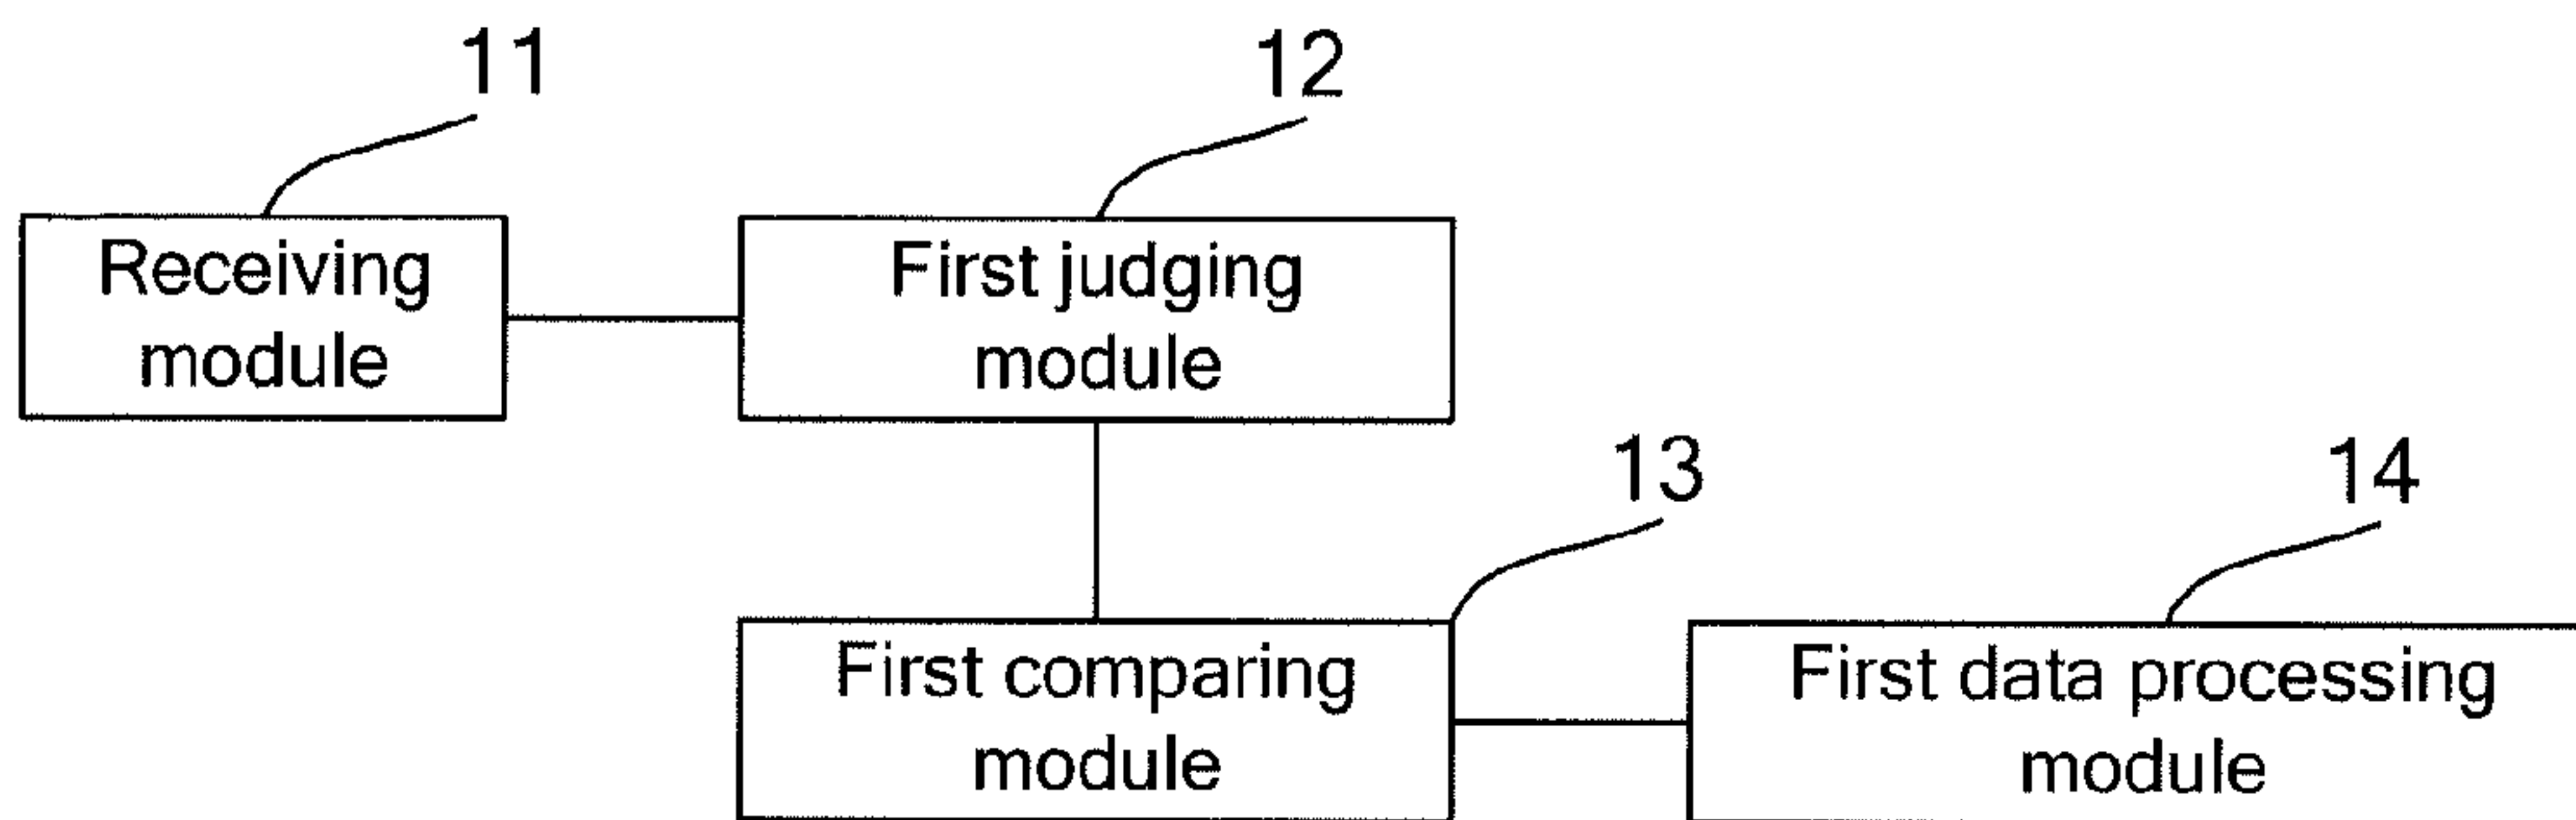 11
12
Receiving
module
First judging
module
13
14
First comparing
module
First data processing
module